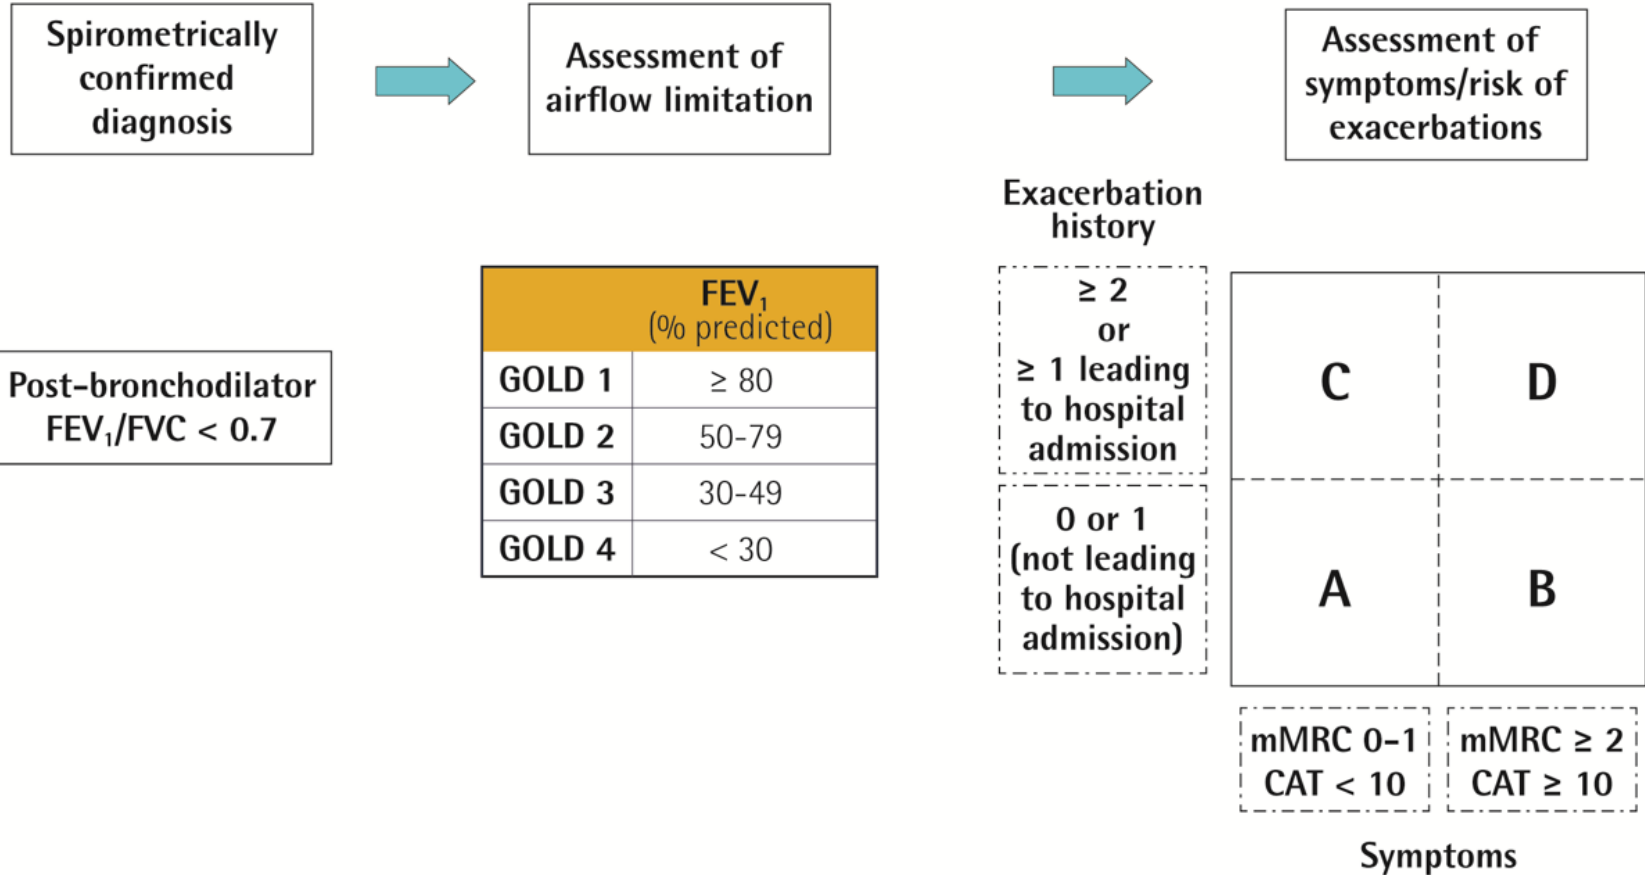 Spirometrically
confirmed
diagnosis
Assessment of
airflow limitation
Assessment of
symptoms/risk of
exacerbations
Post-bronchodilator
FEV₁/FVC < 0.7
FEV₁
(% predicted)
GOLD 1 ≥ 80
GOLD 2 50-79
GOLD 3 30-49
GOLD 4 < 30
Exacerbation
history
≥ 2
or
≥ 1 leading
to hospital
admission
0 or 1
(not leading
to hospital
admission)
C D
A B
mMRC 0-1
CAT < 10
mMRC ≥ 2
CAT ≥ 10
Symptoms